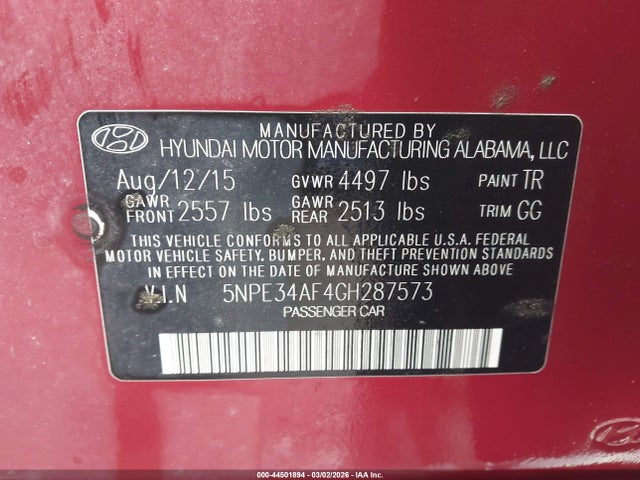 MANUFACTURED BY
HYUNDAI MOTOR MANUFACTURING ALABAMA, LLC
Aug/12/15 GVWR 4497 lbs PAINT TR
GAWR FRONT 2557 lbs GAWR REAR 2513 lbs TRIM GG
THIS VEHICLE CONFORMS TO ALL APPLICABLE U.S.A. FEDERAL
MOTOR VEHICLE SAFETY, BUMPER, AND THEFT PREVENTION STANDARDS
IN EFFECT ON THE DATE OF MANUFACTURE SHOWN ABOVE.
V.I.N 5NPE34AF4GH287573
PASSENGER CAR
000-44501894 | 03/02/2026 - IAA Inc.